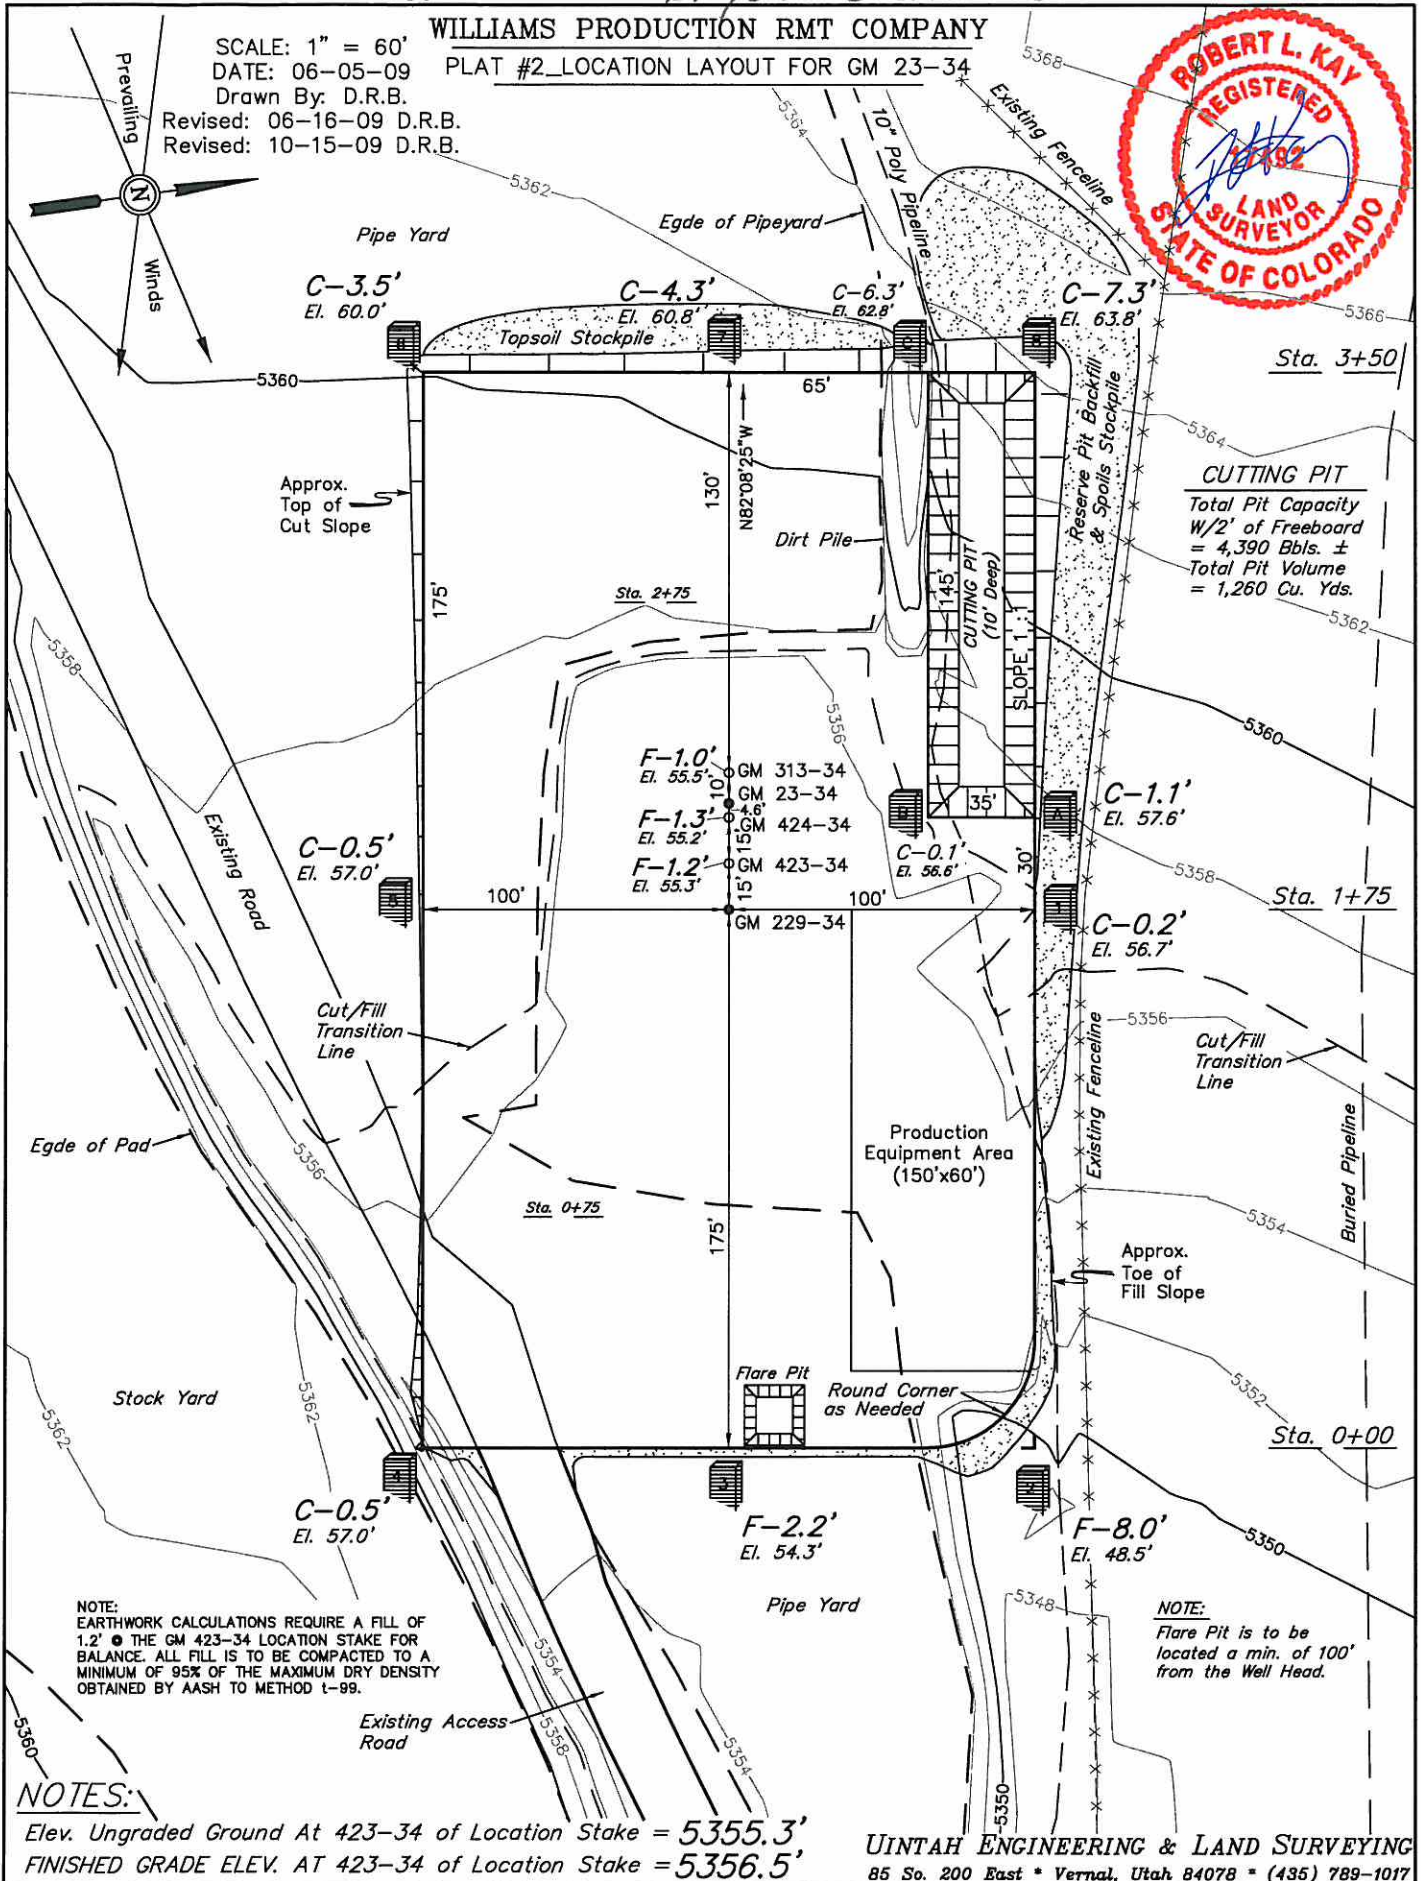 WILLIAMS PRODUCTION RMT COMPANY
PLAT #2_LOCATION LAYOUT FOR GM 23-34
SCALE: 1" = 60'
DATE: 06-05-09
Drawn By: D.R.B.
Revised: 06-16-09 D.R.B.
Revised: 10-15-09 D.R.B.
Prevailing
N
Winds
ROBERT L. KAY
REGISTERED
LAND
SURVEYOR
STATE OF COLORADO
5368
5364
5362
10" Poly Pipeline
Existing Fenceline
Egde of Pipeyard
Pipe Yard
C-3.5'
El. 60.0'
C-4.3'
El. 60.8'
C-6.3'
El. 62.8'
C-7.3'
El. 63.8'
5366
Topsoil Stockpile
7
C
Sta. 3+50
5360
65'
130'
N82°08'25"W
Reserve Pit Backfill
& Spoils Stockpile
5364
Approx.
Top of
Cut Slope
CUTTING PIT
Total Pit Capacity
W/2' of Freeboard
= 4,390 Bbls. ±
Total Pit Volume
= 1,260 Cu. Yds.
Dirt Pile
175'
Sta. 2+75
145'
CUTTING PIT
(10' Deep)
SLOPE 1 : 1
5362
5358
5356
5360
F-1.0'
El. 55.5'
GM 313-34
10'
GM 23-34
4.6'
F-1.3'
El. 55.2'
GM 424-34
15'
F-1.2'
El. 55.3'
GM 423-34
15'
GM 229-34
B
35'
A
C-1.1'
El. 57.6'
C-0.1'
El. 56.6'
30'
5358
Existing Road
C-0.5'
El. 57.0'
5
100'
100'
1
Sta. 1+75
C-0.2'
El. 56.7'
Cut/Fill
Transition
Line
5356
Cut/Fill
Transition
Line
Existing Fenceline
Buried Pipeline
Egde of Pad
5356
Production
Equipment Area
(150'x60')
Sta. 0+75
175'
5354
Approx.
Toe of
Fill Slope
Stock Yard
5362
5362
Flare Pit
Round Corner
as Needed
5352
Sta. 0+00
4
3
2
C-0.5'
El. 57.0'
F-2.2'
El. 54.3'
F-8.0'
El. 48.5'
5350
Pipe Yard
5348
NOTE:
EARTHWORK CALCULATIONS REQUIRE A FILL OF
1.2' @ THE GM 423-34 LOCATION STAKE FOR
BALANCE. ALL FILL IS TO BE COMPACTED TO A
MINIMUM OF 95% OF THE MAXIMUM DRY DENSITY
OBTAINED BY AASH TO METHOD t-99.
NOTE:
Flare Pit is to be
located a min. of 100'
from the Well Head.
5354
5358
5354
5350
5360
Existing Access
Road
NOTES:
Elev. Ungraded Ground At 423-34 of Location Stake = 5355.3'
FINISHED GRADE ELEV. AT 423-34 of Location Stake = 5356.5'
UINTAH ENGINEERING & LAND SURVEYING
85 So. 200 East * Vernal, Utah 84078 * (435) 789-1017